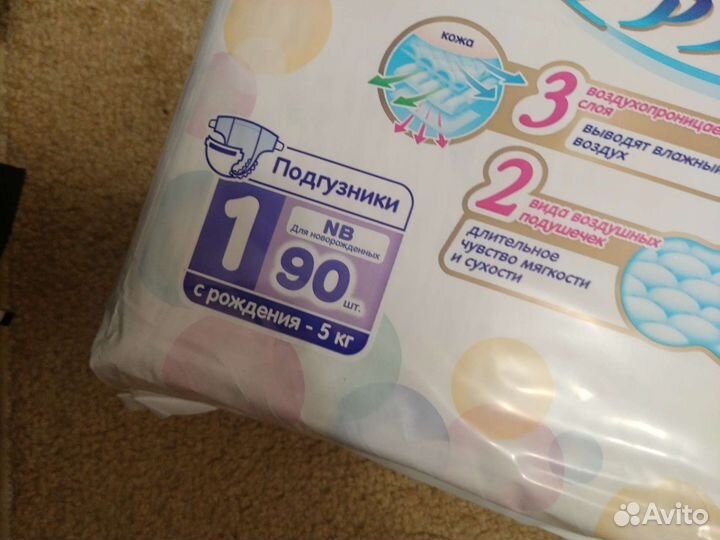 кожа
3 воздухопроницае
слоя
выводят влажный
воздух
2 вида воздушных
подушечек
длительное
чувство мягкости
и сухости
Подгузники
1
NB
Для новорожденных
90 шт.
с рождения - 5 кг
Avito